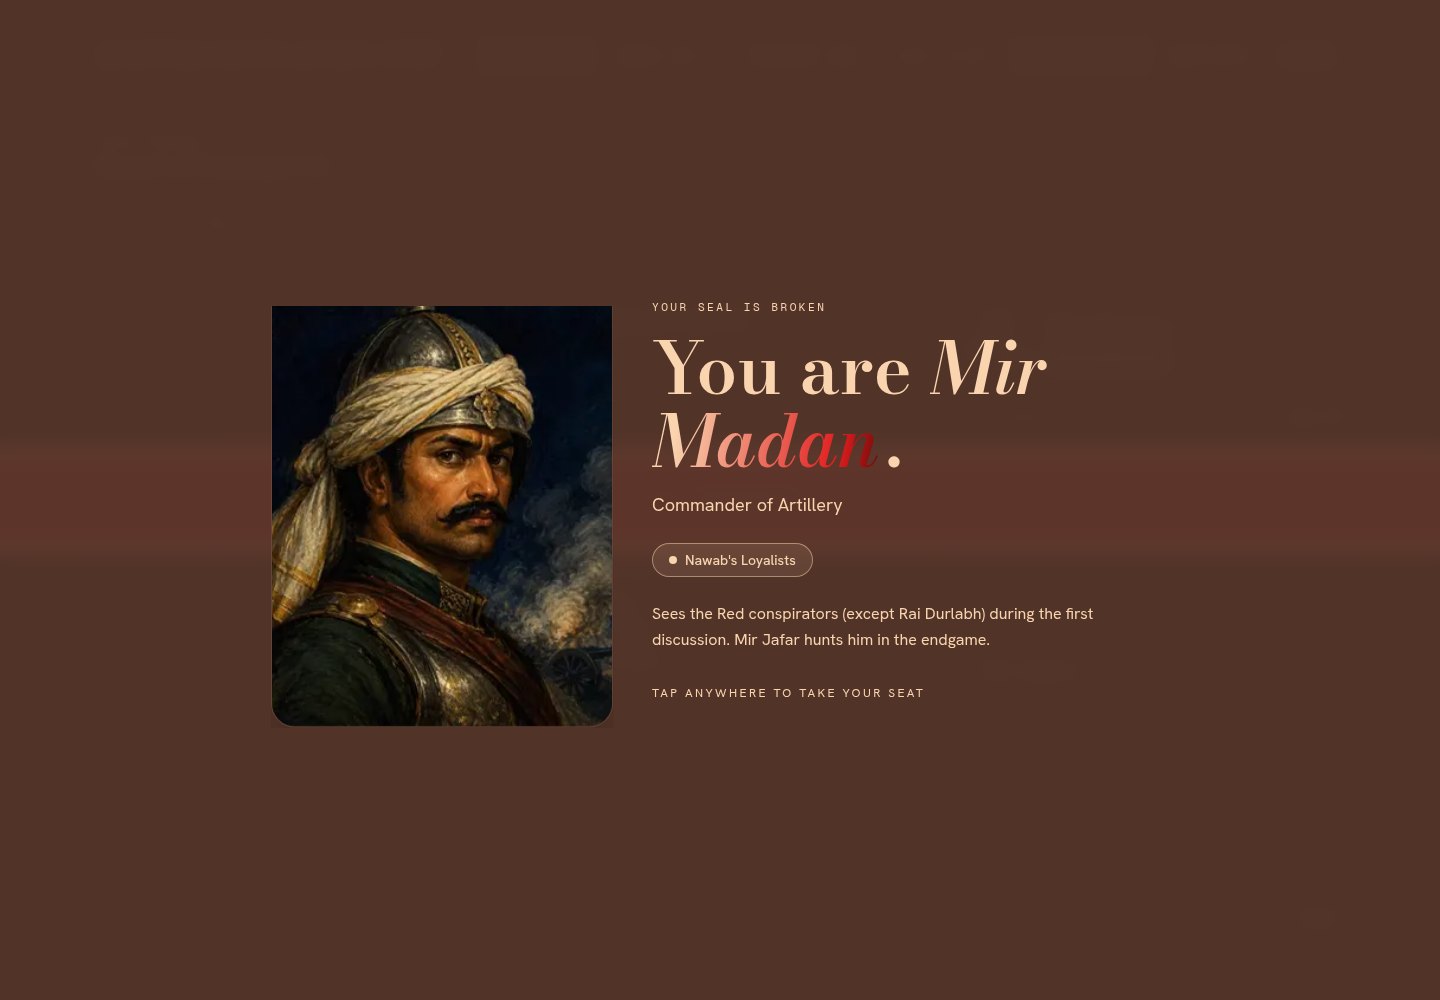 YOUR SEAL IS BROKEN
You are Mir
Madan.
Commander of Artillery
Nawab's Loyalists
Sees the Red conspirators (except Rai Durlabh) during the first
discussion. Mir Jafar hunts him in the endgame.
TAP ANYWHERE TO TAKE YOUR SEAT